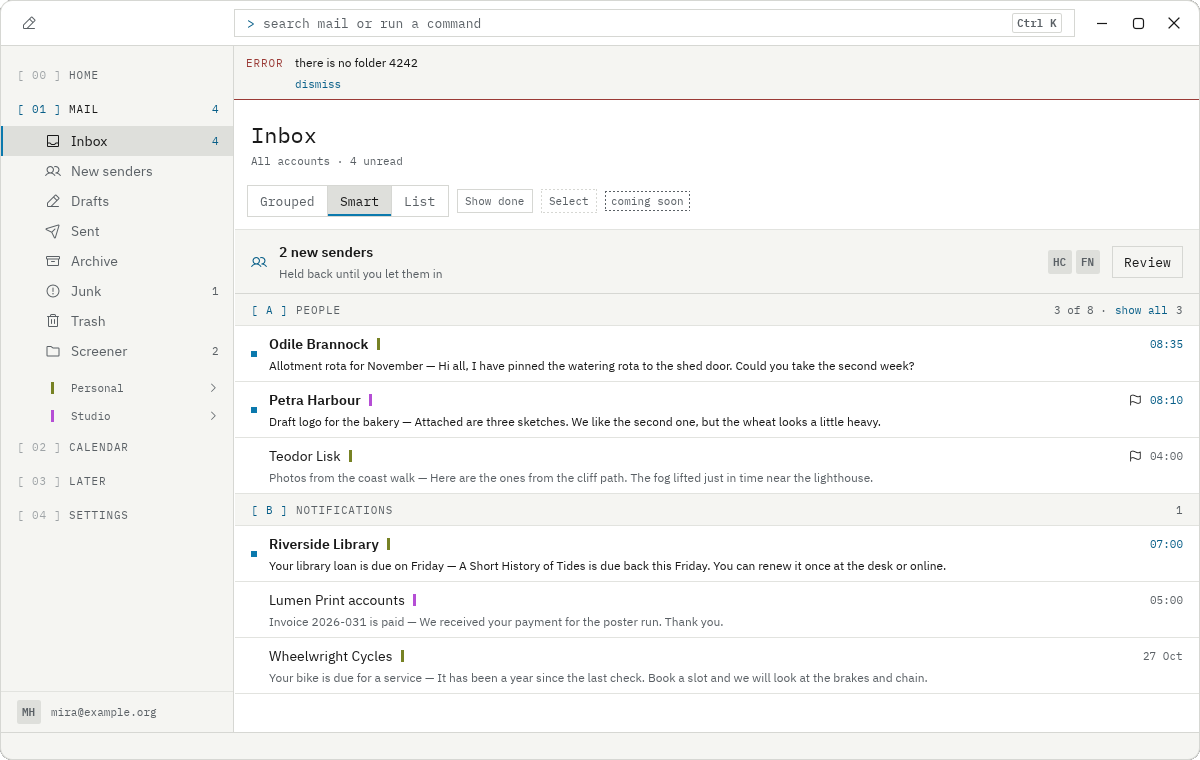 > search mail or run a command Ctrl K
[ 00 ] HOME
[ 01 ] MAIL 4
Inbox 4
New senders
Drafts
Sent
Archive
Junk 1
Trash
Screener 2
Personal
Studio
[ 02 ] CALENDAR
[ 03 ] LATER
[ 04 ] SETTINGS
MH mira@example.org
ERROR there is no folder 4242
dismiss
Inbox
All accounts · 4 unread
Grouped Smart List Show done Select coming soon
2 new senders
Held back until you let them in
HC FN Review
[ A ] PEOPLE 3 of 8 · show all 3
Odile Brannock 08:35
Allotment rota for November — Hi all, I have pinned the watering rota to the shed door. Could you take the second week?
Petra Harbour 08:10
Draft logo for the bakery — Attached are three sketches. We like the second one, but the wheat looks a little heavy.
Teodor Lisk 04:00
Photos from the coast walk — Here are the ones from the cliff path. The fog lifted just in time near the lighthouse.
[ B ] NOTIFICATIONS 1
Riverside Library 07:00
Your library loan is due on Friday — A Short History of Tides is due back this Friday. You can renew it once at the desk or online.
Lumen Print accounts 05:00
Invoice 2026-031 is paid — We received your payment for the poster run. Thank you.
Wheelwright Cycles 27 Oct
Your bike is due for a service — It has been a year since the last check. Book a slot and we will look at the brakes and chain.